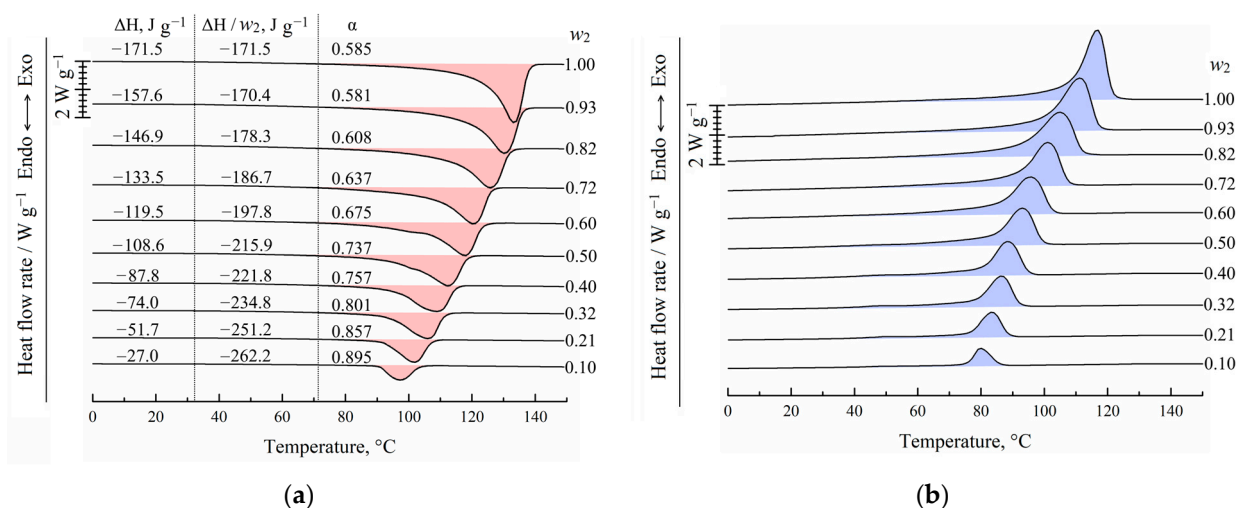 ΔH, J g⁻¹ ΔH / w₂, J g⁻¹ α
w₂
−171.5 −171.5 0.585
1.00
−157.6 −170.4 0.581
0.93
−146.9 −178.3 0.608
0.82
−133.5 −186.7 0.637
0.72
−119.5 −197.8 0.675
0.60
−108.6 −215.9 0.737
0.50
−87.8 −221.8 0.757
0.40
−74.0 −234.8 0.801
0.32
−51.7 −251.2 0.857
0.21
−27.0 −262.2 0.895
0.10
2 W g⁻¹
Heat flow rate / W g⁻¹ Endo ⟷ Exo
0 20 40 60 80 100 120 140
Temperature, °C
(a)
w₂
1.00
0.93
0.82
0.72
0.60
0.50
0.40
0.32
0.21
0.10
2 W g⁻¹
Heat flow rate / W g⁻¹ Endo ⟷ Exo
0 20 40 60 80 100 120 140
Temperature, °C
(b)